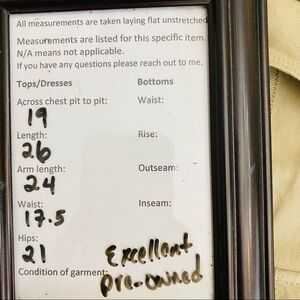 All measurements are taken laying flat unstretched
Measurements are listed for this specific item.
N/A means not applicable.
If you have any questions please reach out to me.
Tops/Dresses Bottoms
Across chest pit to pit: Waist:
19
Length: Rise:
26
Arm length: Outseam:
24
Waist: Inseam:
17.5
Hips:
21
Condition of garment: Excellent
pre-owned